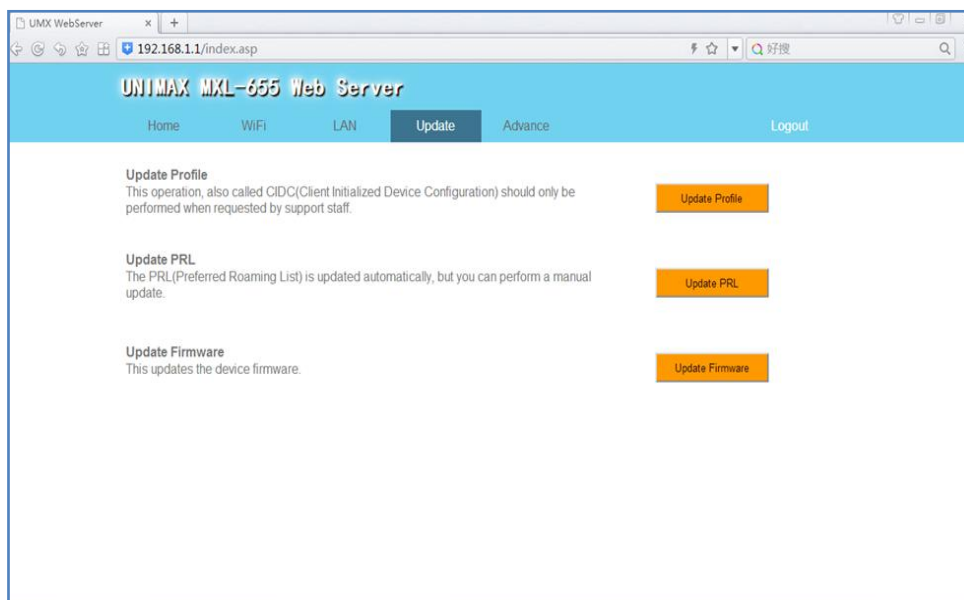 UMX WebServer
192.168.1.1/index.asp
好搜
UNIMAX MXL-655 Web Server
Home WiFi LAN Update Advance Logout
Update Profile
This operation, also called CIDC(Client Initialized Device Configuration) should only be
performed when requested by support staff.
Update Profile
Update PRL
The PRL(Preferred Roaming List) is updated automatically, but you can perform a manual
update.
Update PRL
Update Firmware
This updates the device firmware.
Update Firmware